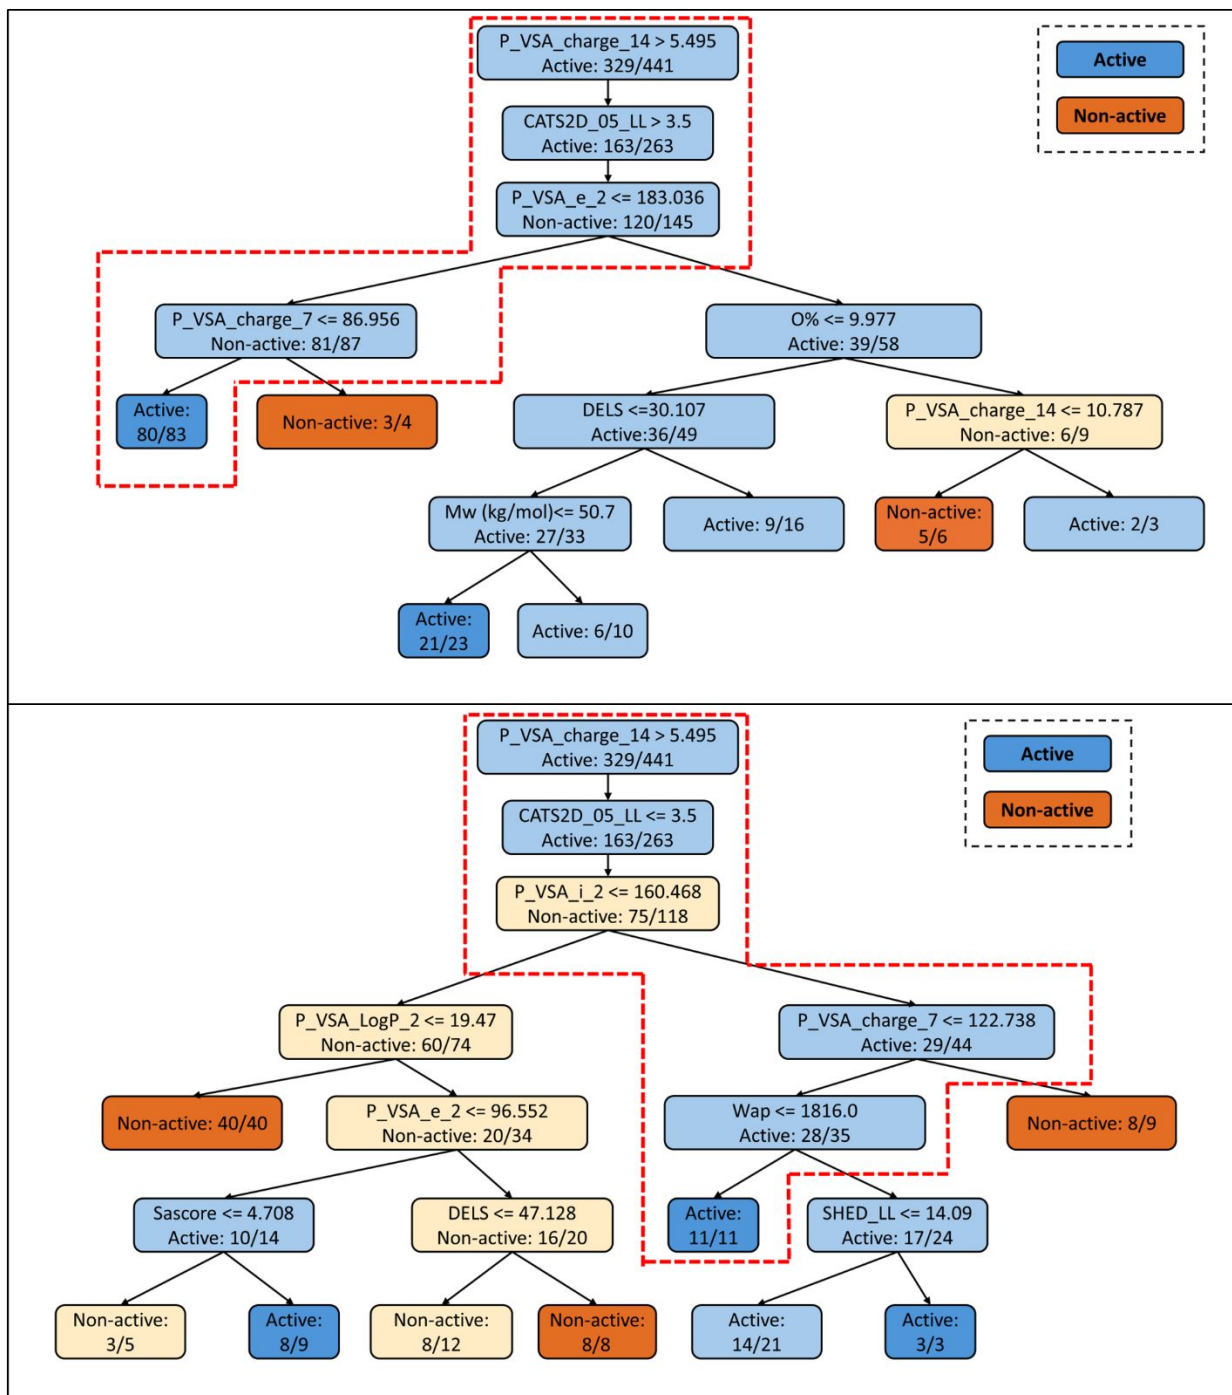 P_VSA_charge_14 > 5.495
Active: 329/441
Active
Non-active
CATS2D_05_LL > 3.5
Active: 163/263
P_VSA_e_2 <= 183.036
Non-active: 120/145
P_VSA_charge_7 <= 86.956
Non-active: 81/87
O% <= 9.977
Active: 39/58
Active:
80/83
Non-active: 3/4
DELS <=30.107
Active:36/49
P_VSA_charge_14 <= 10.787
Non-active: 6/9
Mw (kg/mol)<= 50.7
Active: 27/33
Active: 9/16
Non-active:
5/6
Active: 2/3
Active:
21/23
Active: 6/10
P_VSA_charge_14 > 5.495
Active: 329/441
Active
Non-active
CATS2D_05_LL <= 3.5
Active: 163/263
P_VSA_i_2 <= 160.468
Non-active: 75/118
P_VSA_LogP_2 <= 19.47
Non-active: 60/74
P_VSA_charge_7 <= 122.738
Active: 29/44
Non-active: 40/40
P_VSA_e_2 <= 96.552
Non-active: 20/34
Wap <= 1816.0
Active: 28/35
Non-active: 8/9
Sascore <= 4.708
Active: 10/14
DELS <= 47.128
Non-active: 16/20
Active:
11/11
SHED_LL <= 14.09
Active: 17/24
Non-active:
3/5
Active:
8/9
Non-active:
8/12
Non-active:
8/8
Active:
14/21
Active:
3/3